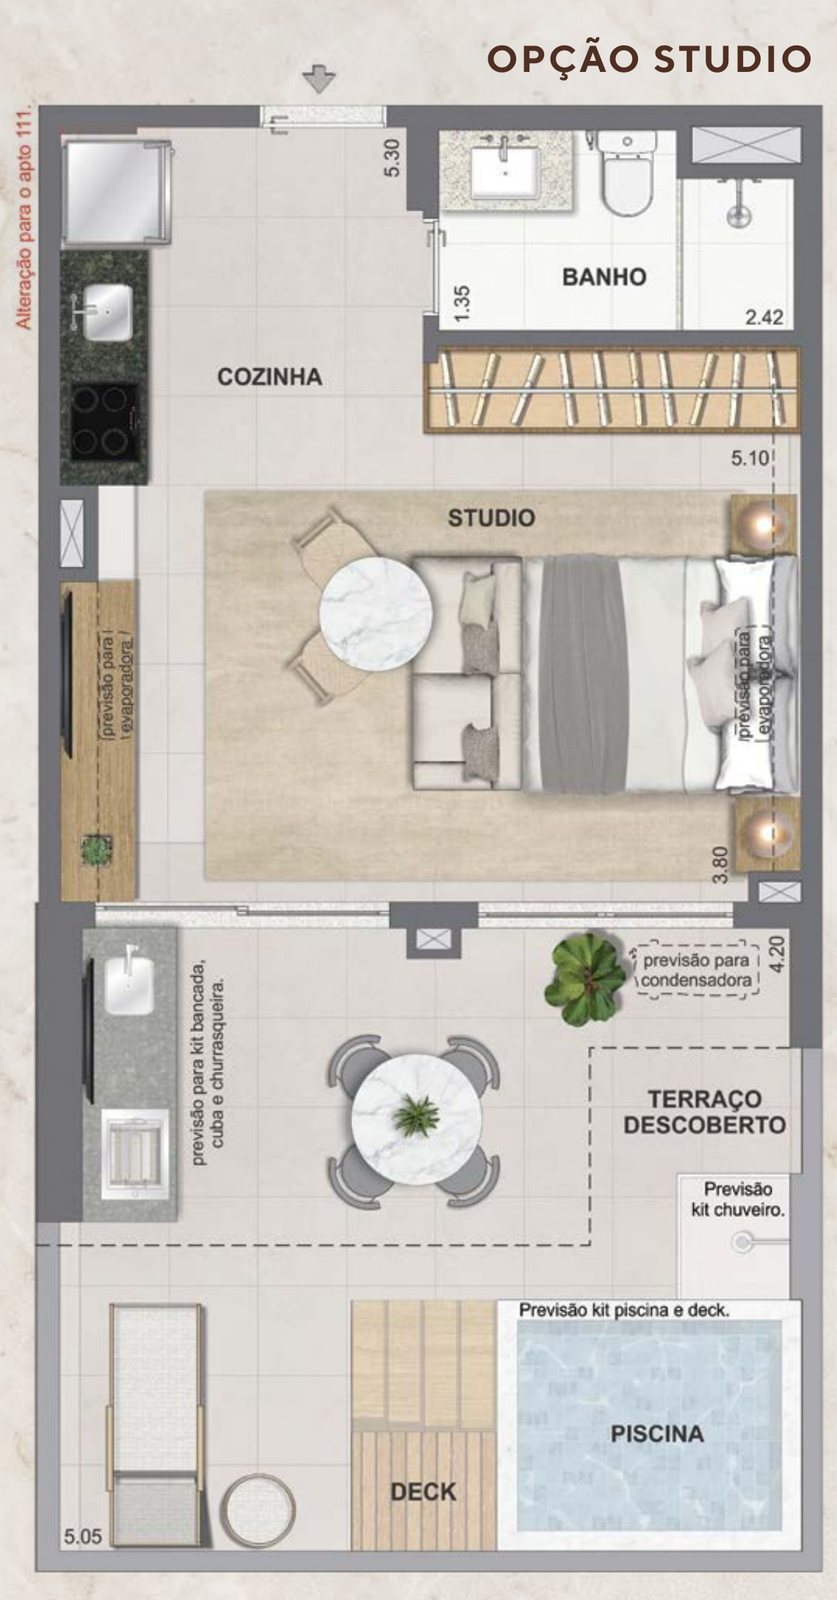 OPÇÃO STUDIO
Alteração para o apto 111.
5.30
BANHO
1.35
2.42
COZINHA
5.10
STUDIO
previsão para
evaporadora
previsão para
evaporadora
3.80
previsão para kit bancada,
cuba e churrasqueira.
previsão para
condensadora
4.20
TERRAÇO
DESCOBERTO
Previsão
kit chuveiro.
Previsão kit piscina e deck.
PISCINA
DECK
5.05